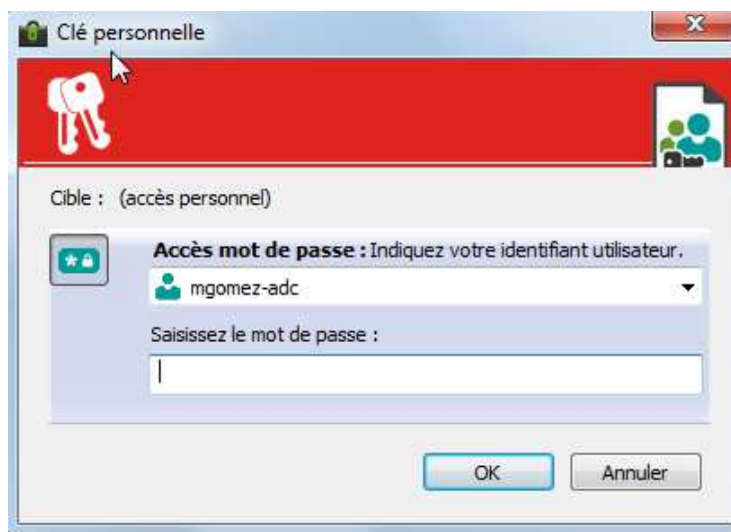 Clé personnelle
Cible : (accès personnel)
Accès mot de passe : Indiquez votre identifiant utilisateur.
mgomez-adc
Saisissez le mot de passe :
OK Annuler